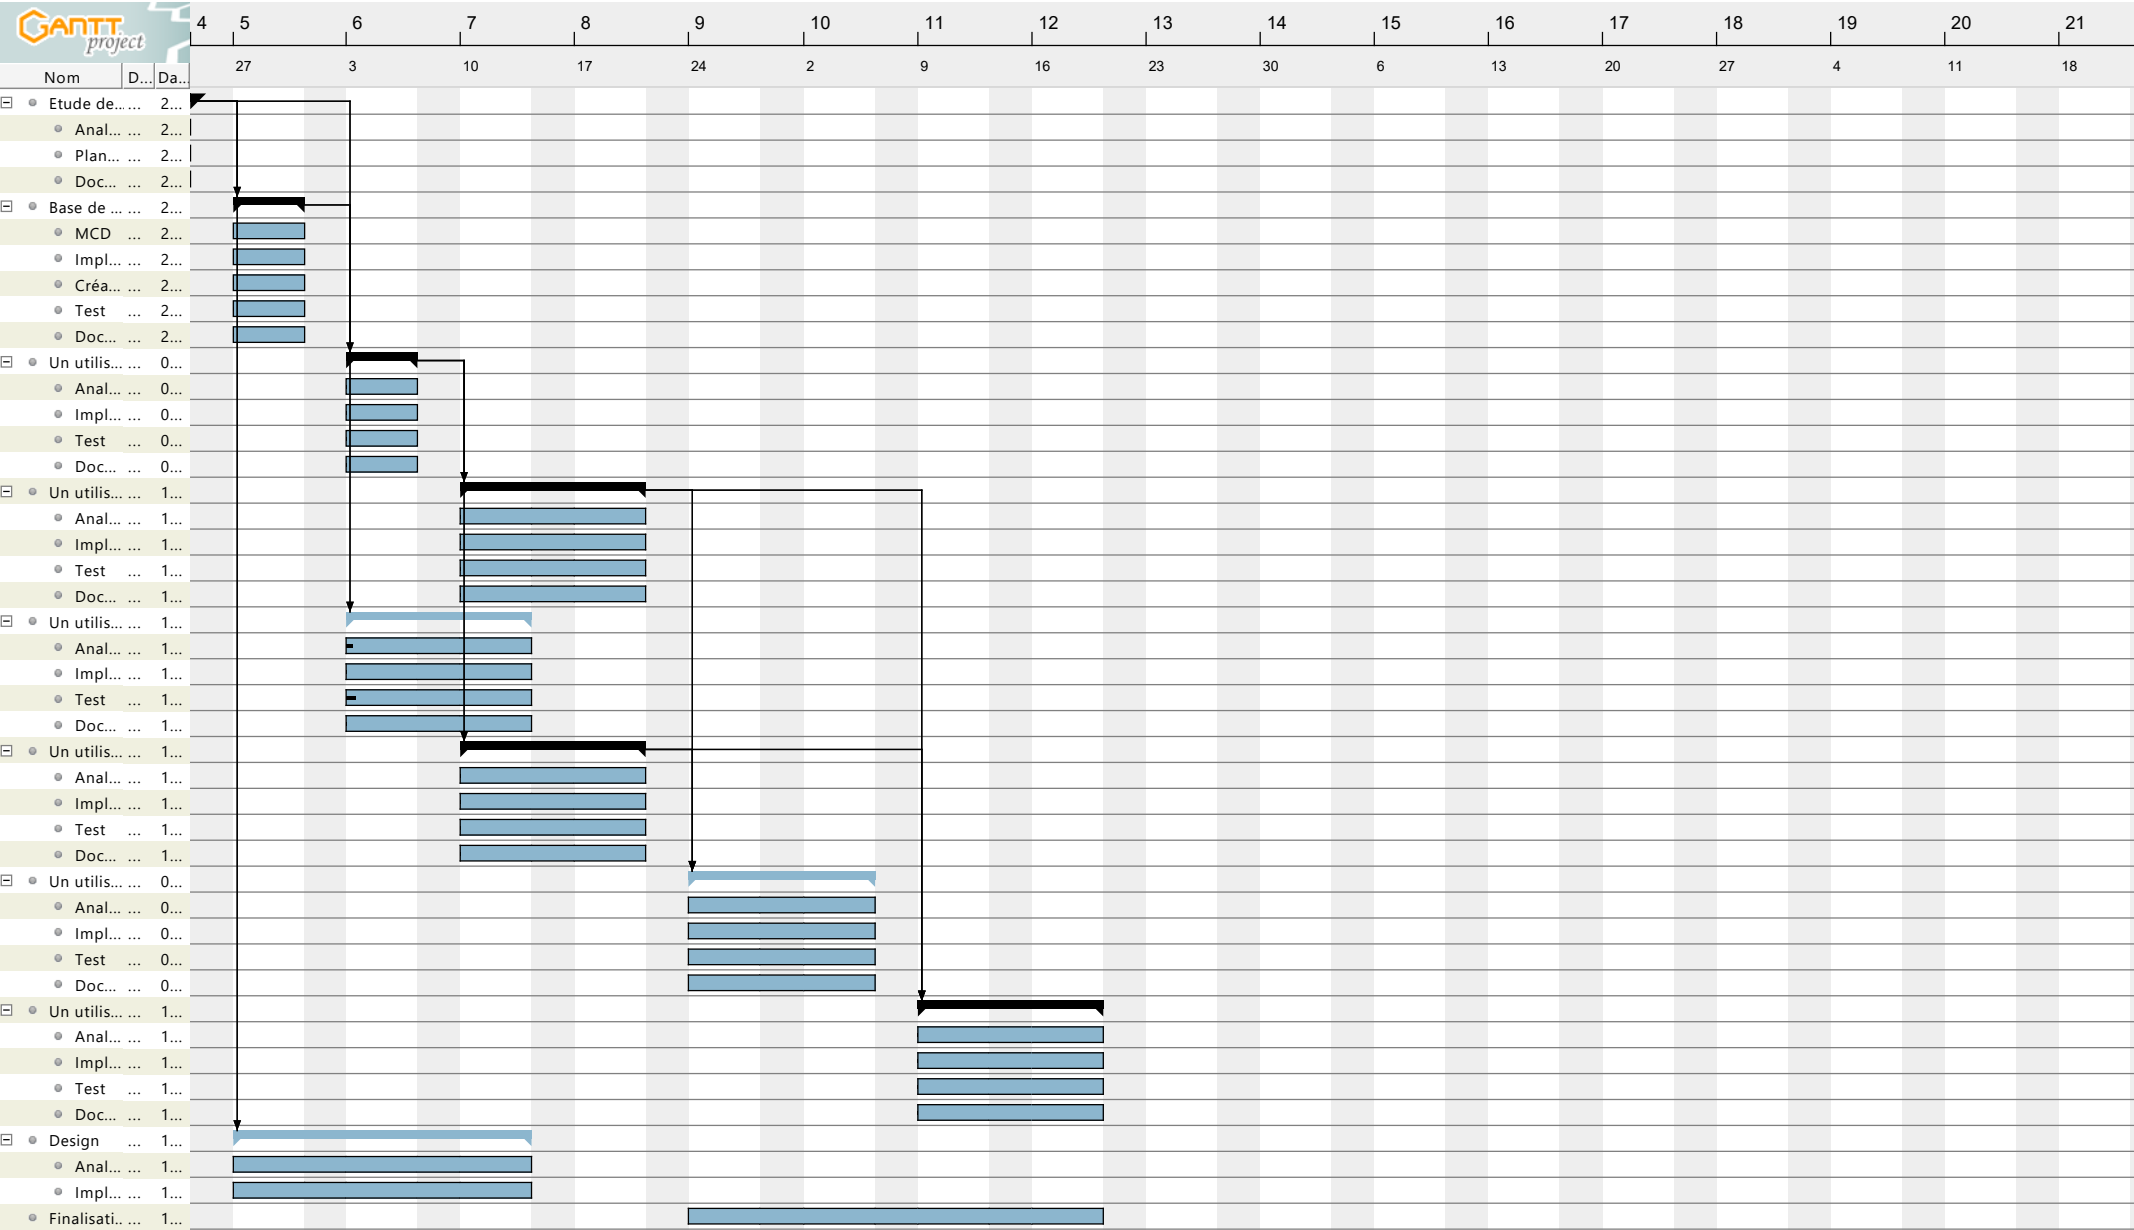 GANTT
project
4 5 6 7 8 9 10 11 12 13 14 15 16 17 18 19 20 21
27 3 10 17 24 2 9 16 23 30 6 13 20 27 4 11 18
Nom D... Da...
Etude de... ... 2...
Anal... ... 2...
Plan... ... 2...
Doc... ... 2...
Base de ... ... 2...
MCD ... 2...
Impl... ... 2...
Créa... ... 2...
Test ... 2...
Doc... ... 2...
Un utilis... ... 0...
Anal... ... 0...
Impl... ... 0...
Test ... 0...
Doc... ... 0...
Un utilis... ... 1...
Anal... ... 1...
Impl... ... 1...
Test ... 1...
Doc... ... 1...
Un utilis... ... 1...
Anal... ... 1...
Impl... ... 1...
Test ... 1...
Doc... ... 1...
Un utilis... ... 1...
Anal... ... 1...
Impl... ... 1...
Test ... 1...
Doc... ... 1...
Un utilis... ... 0...
Anal... ... 0...
Impl... ... 0...
Test ... 0...
Doc... ... 0...
Un utilis... ... 1...
Anal... ... 1...
Impl... ... 1...
Test ... 1...
Doc... ... 1...
Design ... 1...
Anal... ... 1...
Impl... ... 1...
Finalisati... ... 1...